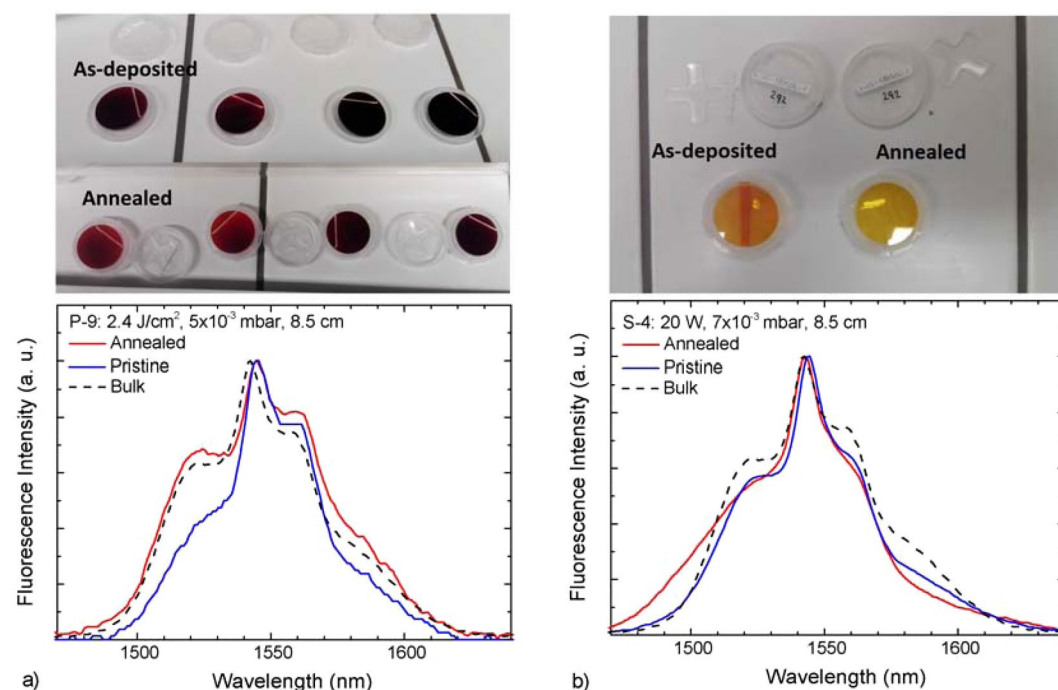 As-deposited
Annealed
P-9: 2.4 J/cm², 5x10⁻³ mbar, 8.5 cm
Annealed
Pristine
Bulk
Fluorescence Intensity (a. u.)
1500 1550 1600
Wavelength (nm)
a)
292
292
As-deposited
Annealed
S-4: 20 W, 7x10⁻³ mbar, 8.5 cm
Annealed
Pristine
Bulk
Fluorescence Intensity (a. u.)
1500 1550 1600
Wavelength (nm)
b)